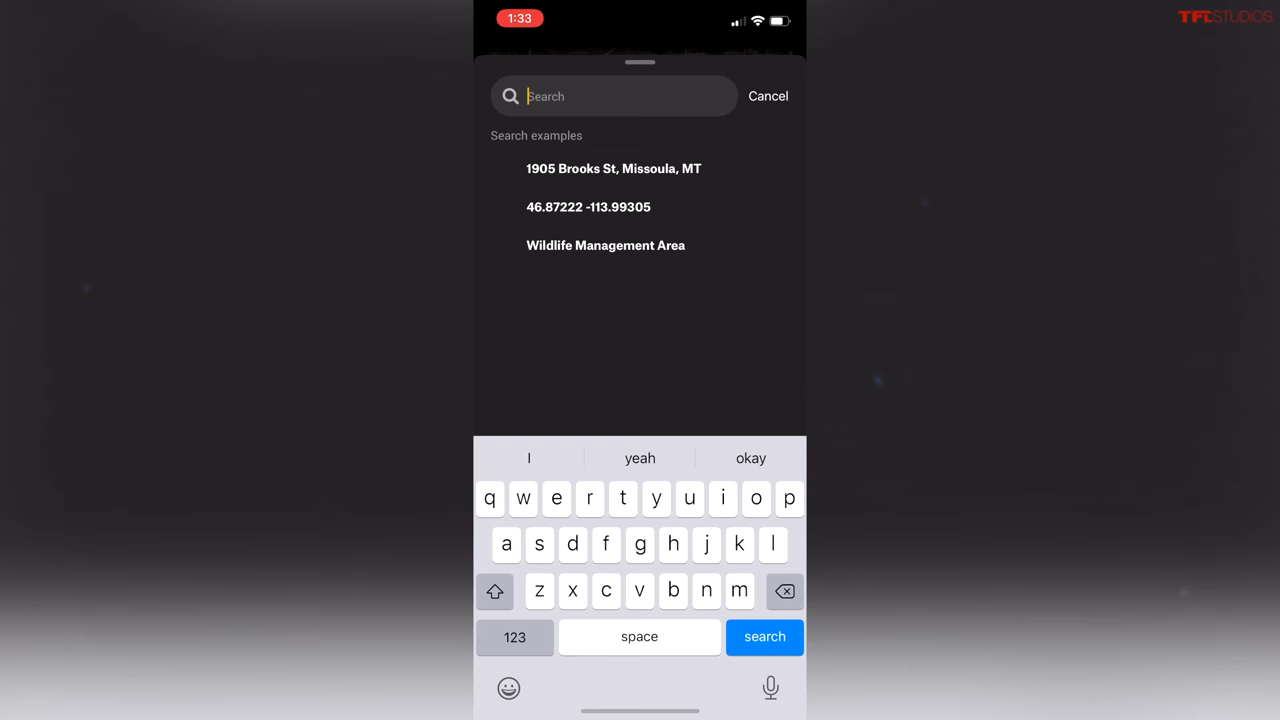 1:33
TFLSTUDIOS
Search
Cancel
Search examples
1905 Brooks St, Missoula, MT
46.87222 -113.99305
Wildlife Management Area
I yeah okay
q w e r t y u i o p
a s d f g h j k l
z x c v b n m
123 space search